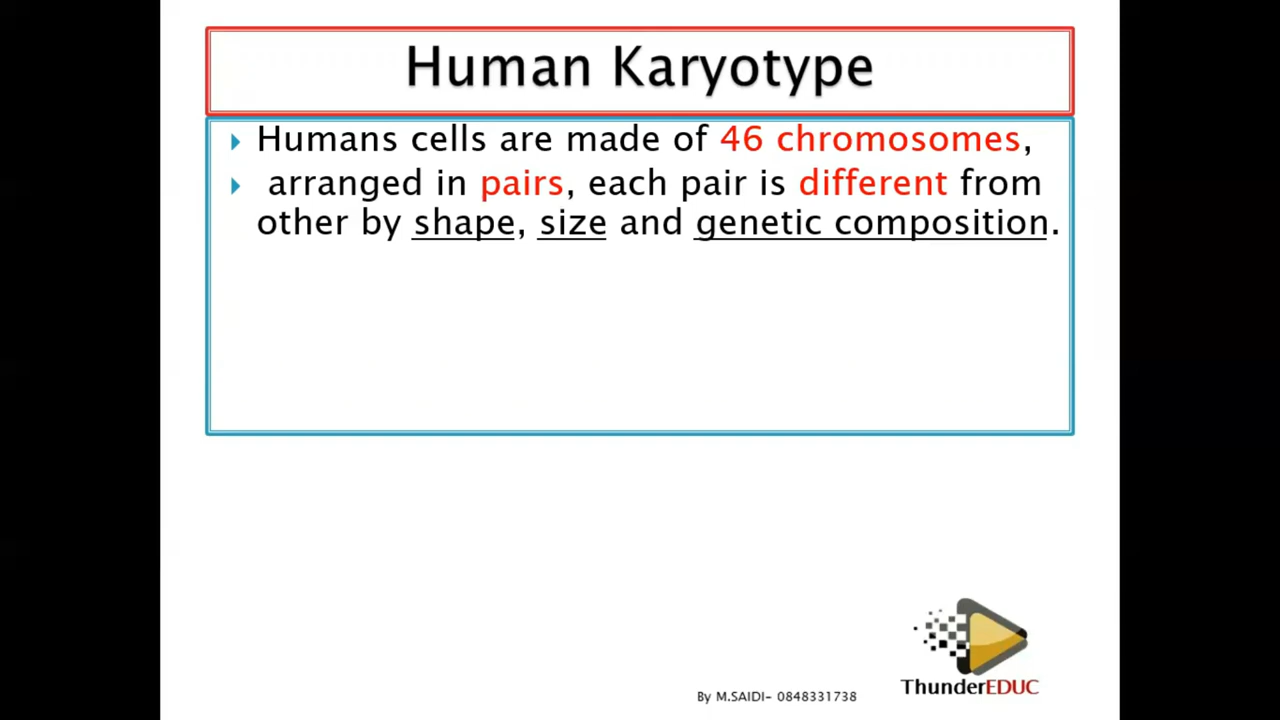 Human Karyotype
Humans cells are made of 46 chromosomes,
arranged in pairs, each pair is different from
other by shape, size and genetic composition.
By M.SAIDI- 0848331738
ThunderEDUC